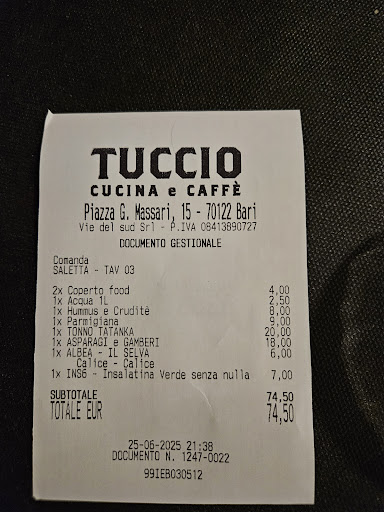 TUCCIO
CUCINA e CAFFÈ
Piazza G. Massari, 15 - 70122 Bari
Vie del sud Srl - P.IVA 08413890727
DOCUMENTO GESTIONALE
Comanda
SALETTA - TAV 03
2x Coperto food 4,00
1x Acqua 1L 2,50
1x Hummus e Cruditè 8,00
1x Parmigiana 9,00
1x TONNO TATANKA 20,00
1x ASPARAGI e GAMBERI 18,00
1x ALBEA - IL SELVA 6,00
Calice - Calice
1x INS6 - Insalatina Verde senza nulla 7,00
SUBTOTALE 74,50
TOTALE EUR 74,50
25-06-2025 21:38
DOCUMENTO N. 1247-0022
99IEB030512